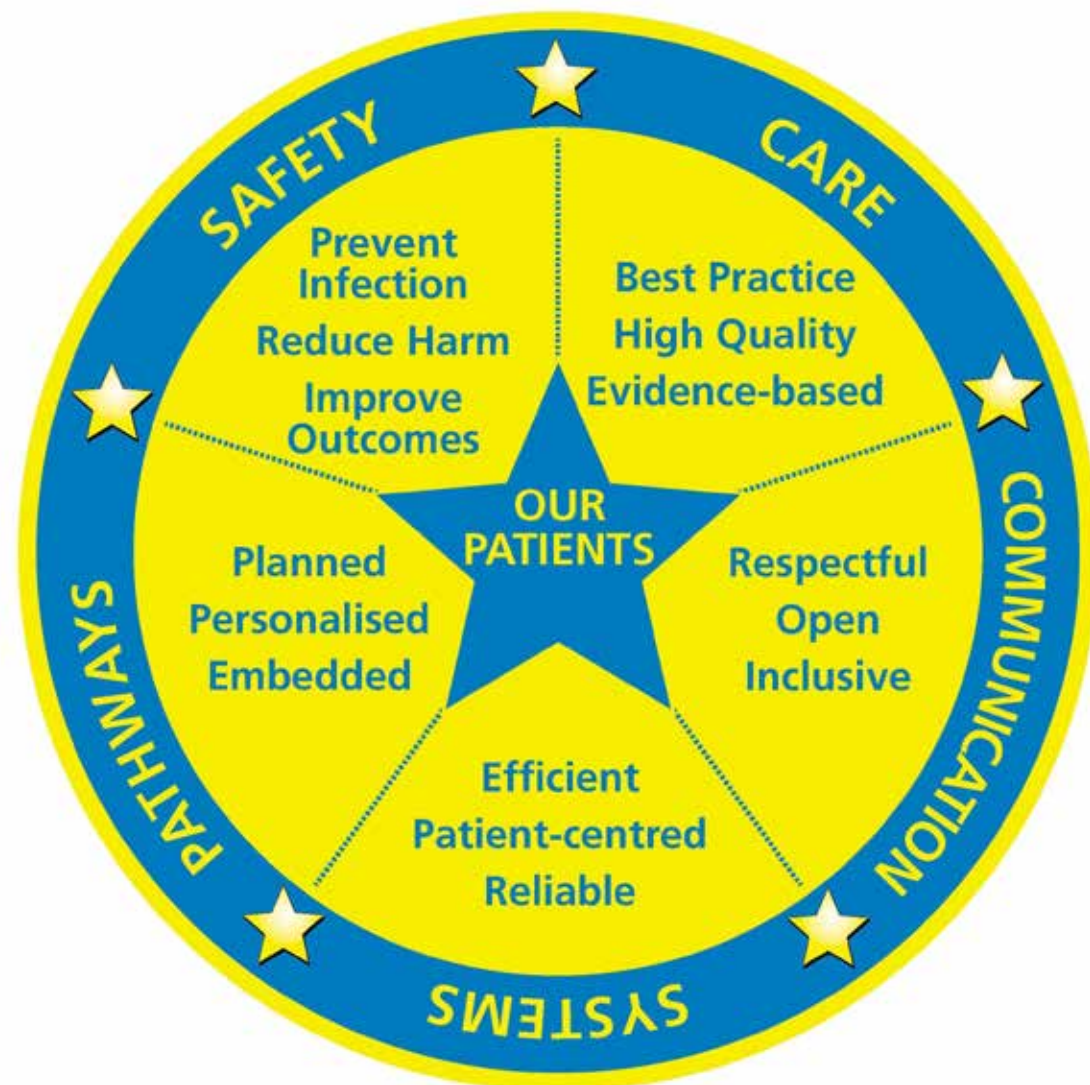 SAFETY
Prevent
Infection
Reduce Harm
Improve
Outcomes
CARE
Best Practice
High Quality
Evidence-based
COMMUNICATION
Respectful
Open
Inclusive
SYSTEMS
Efficient
Patient-centred
Reliable
PATHWAYS
Planned
Personalised
Embedded
OUR
PATIENTS